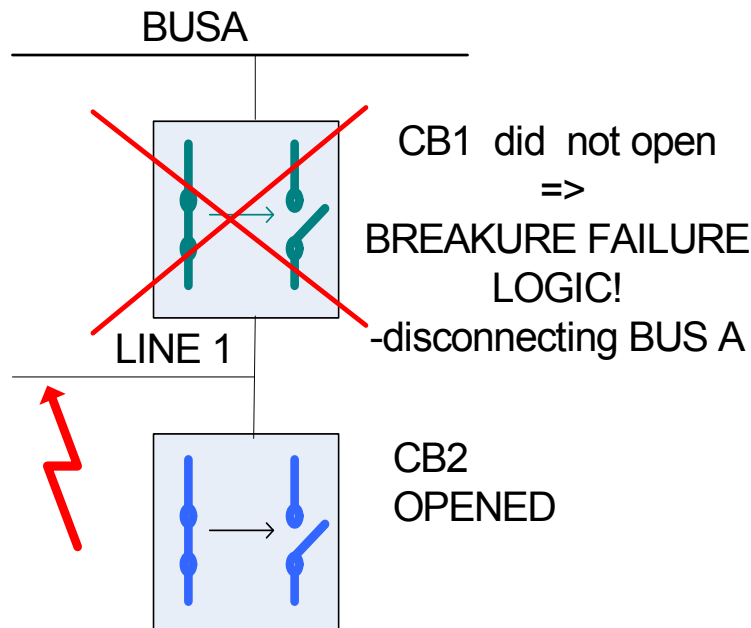 BUSA
CB1 did not open
=>
BREAKURE FAILURE
LOGIC!
-disconnecting BUS A
LINE 1
CB2
OPENED